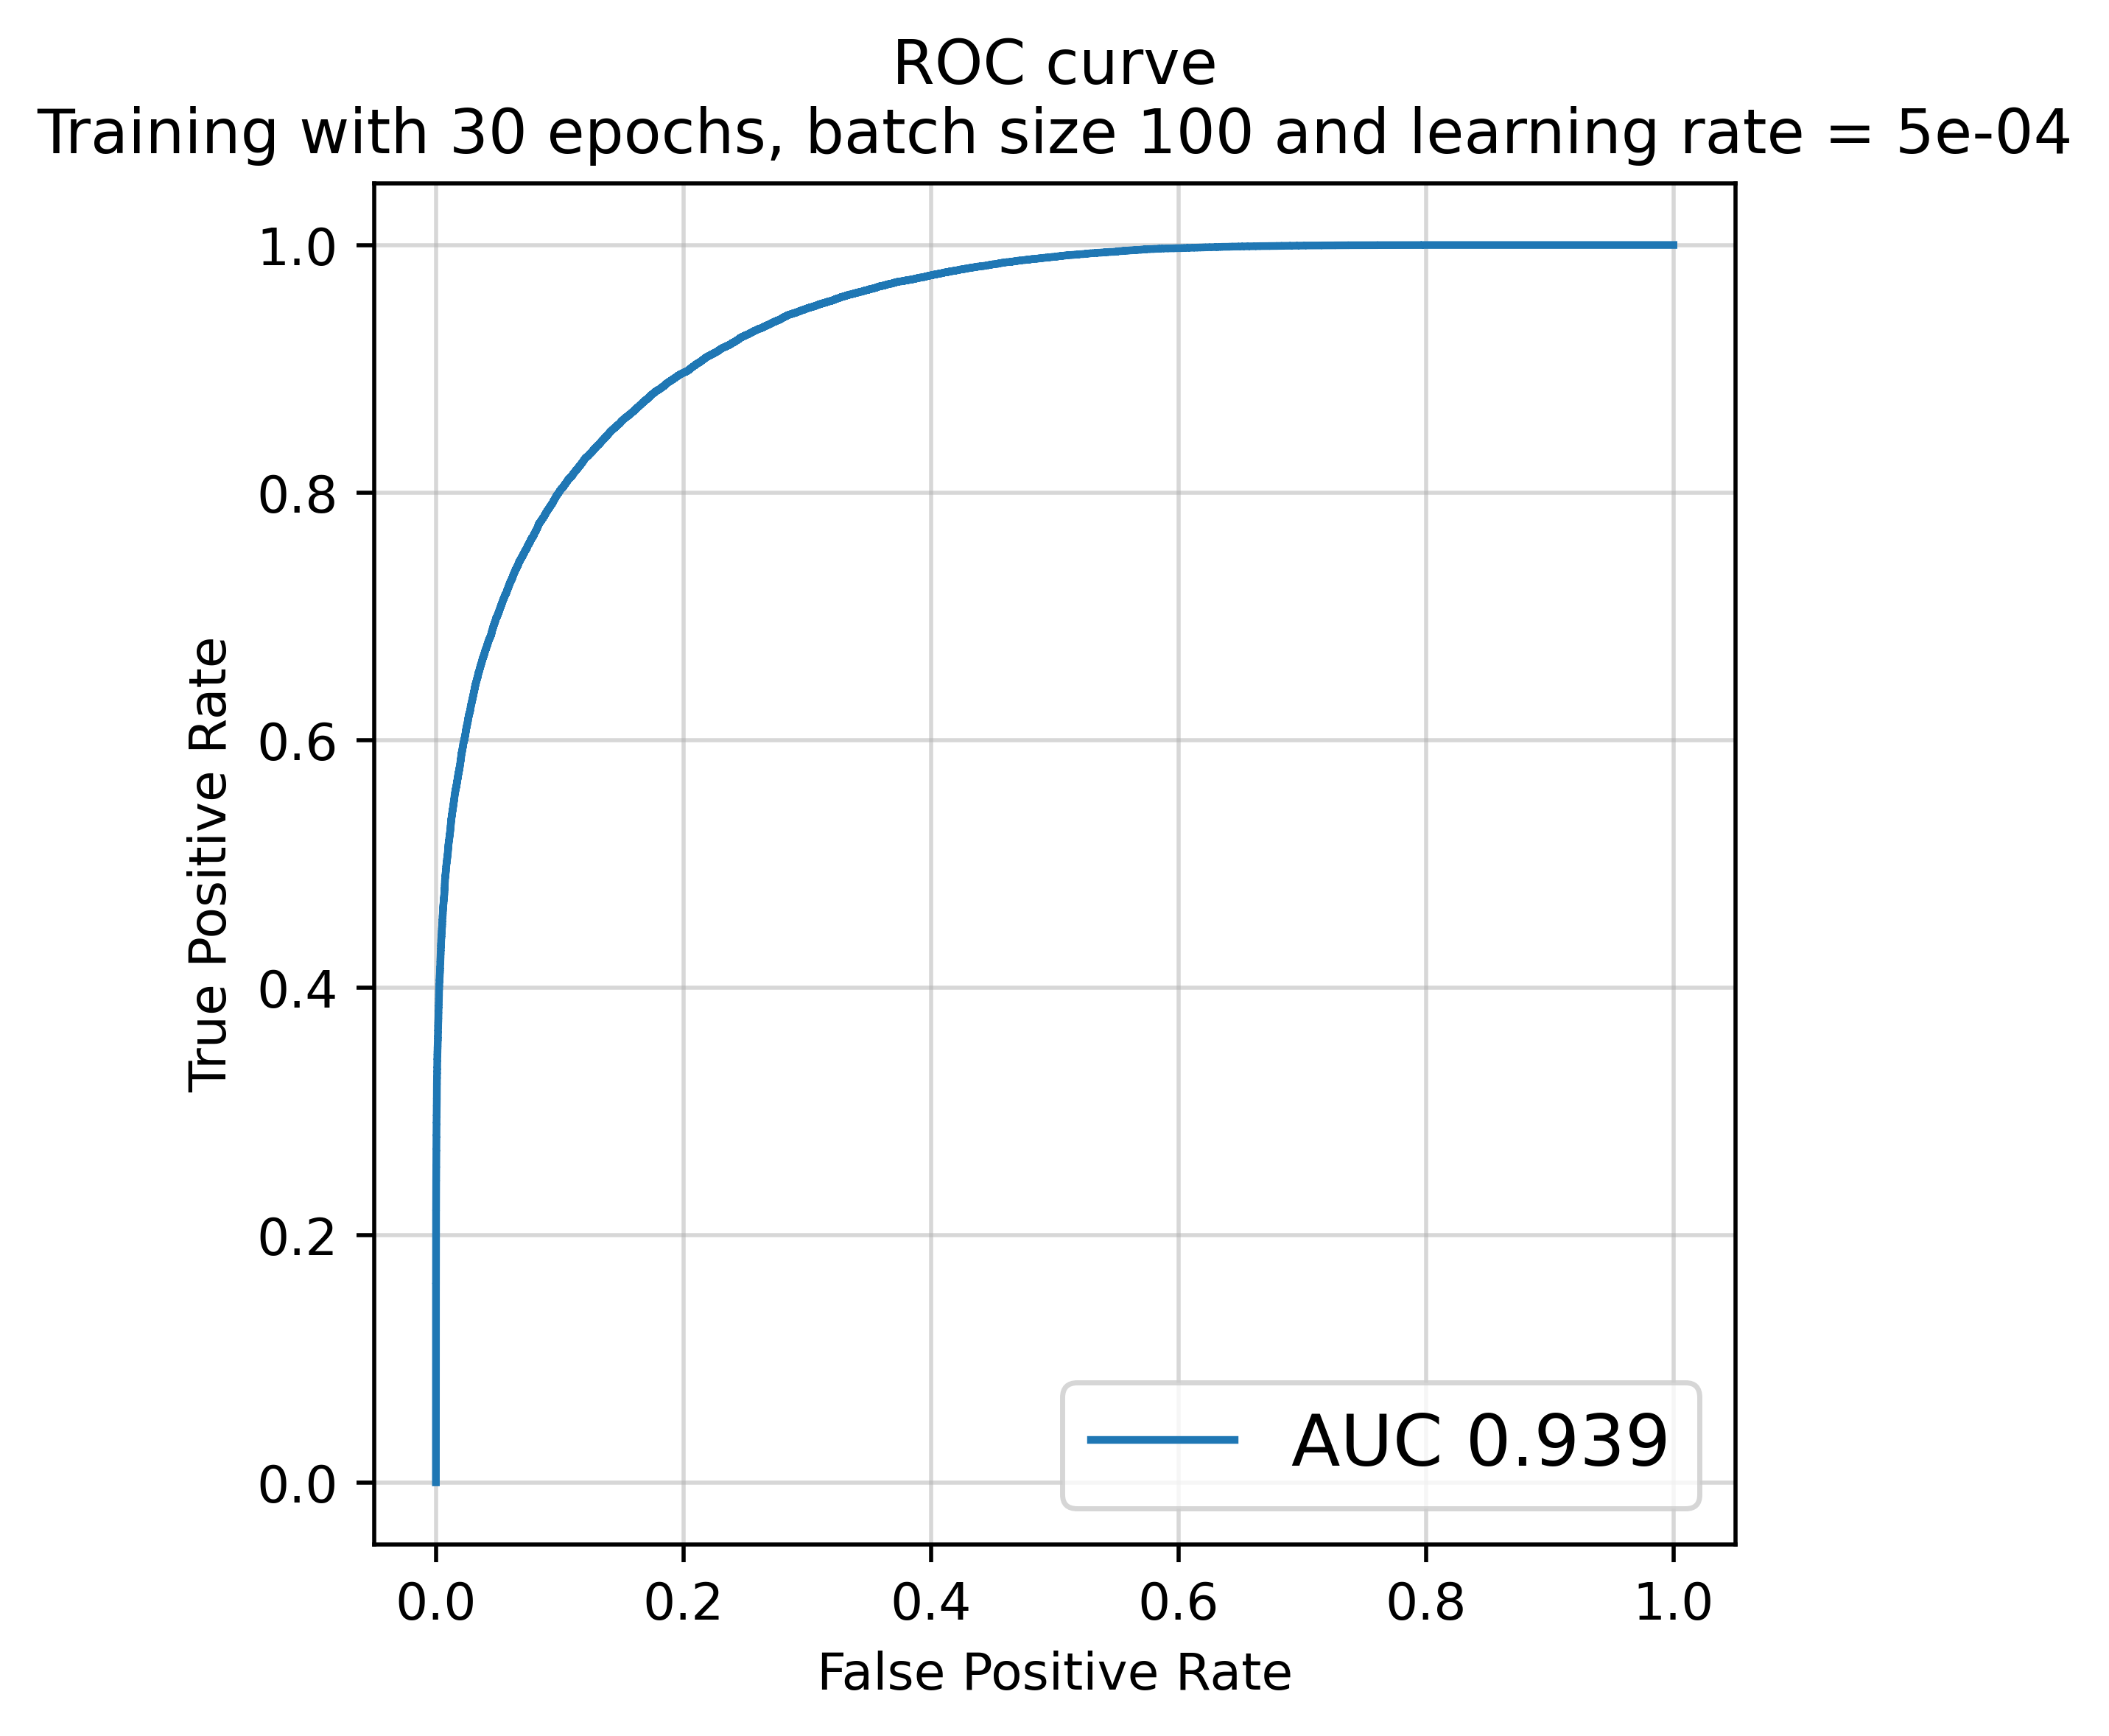 ROC curve
Training with 30 epochs, batch size 100 and learning rate = 5e-04
1.0
0.8
0.6
0.4
0.2
0.0
True Positive Rate
AUC 0.939
0.0 0.2 0.4 0.6 0.8 1.0
False Positive Rate